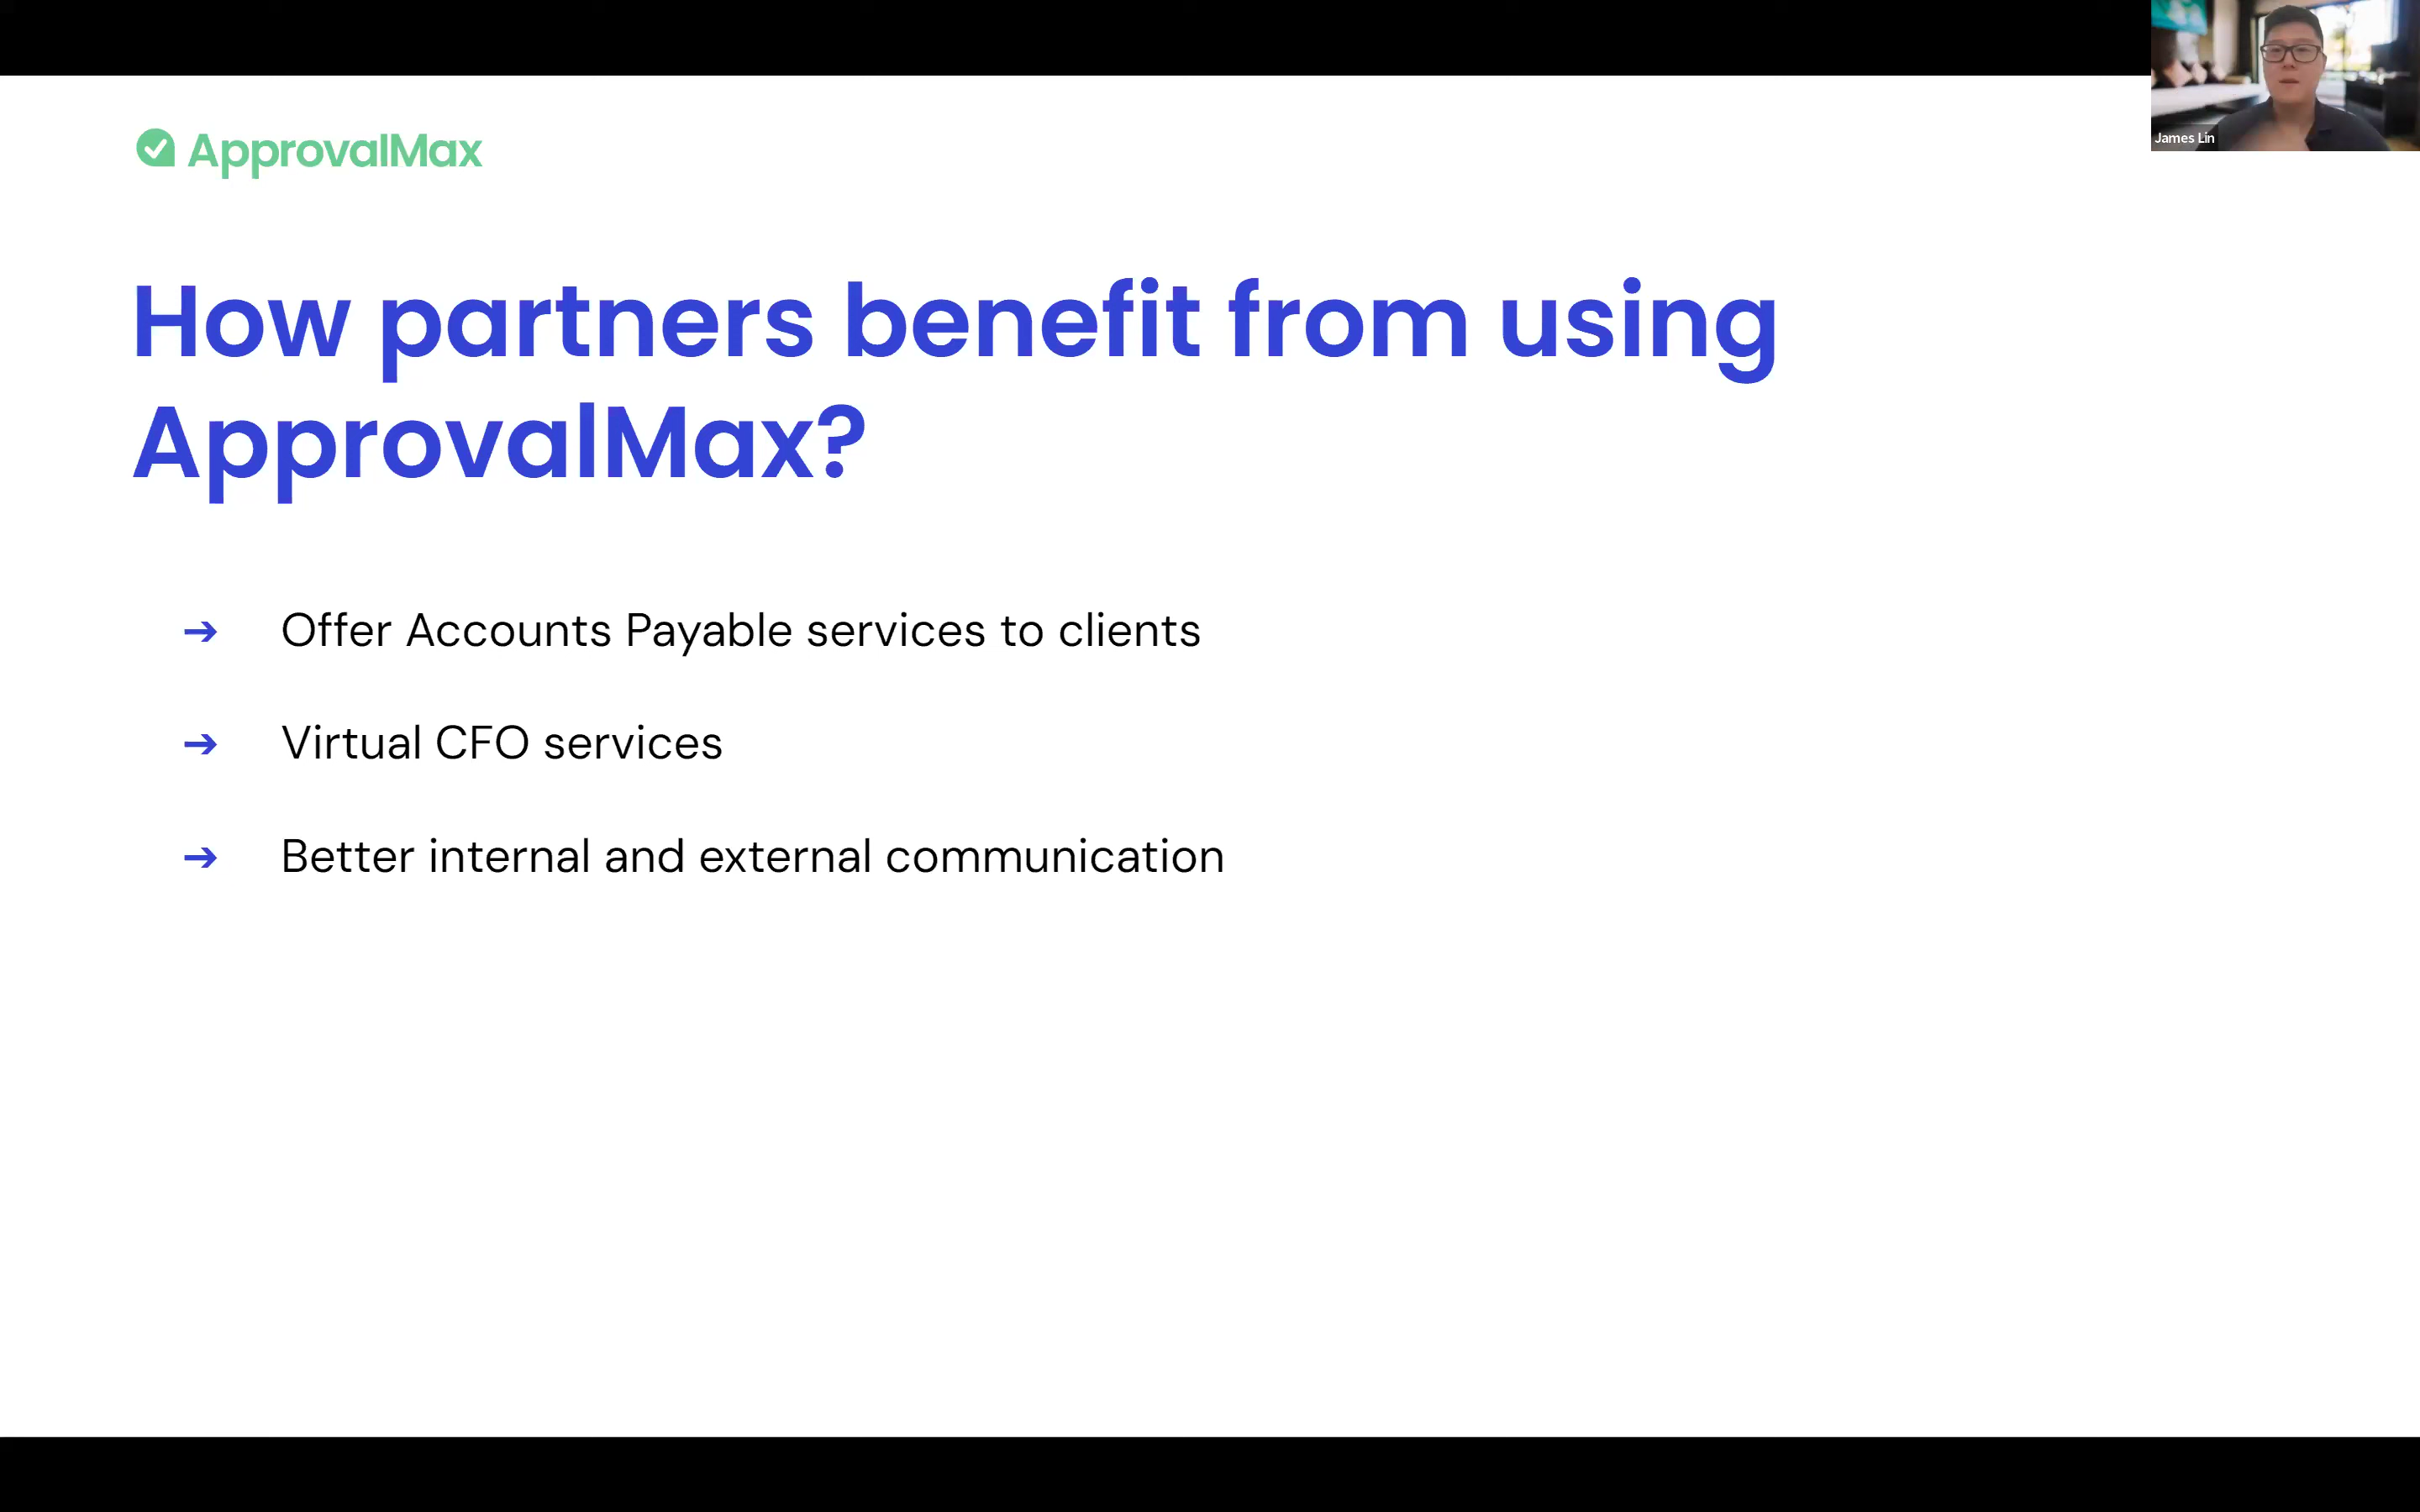 James Lin
ApprovalMax
How partners benefit from using
ApprovalMax?
➔ Offer Accounts Payable services to clients
➔ Virtual CFO services
➔ Better internal and external communication